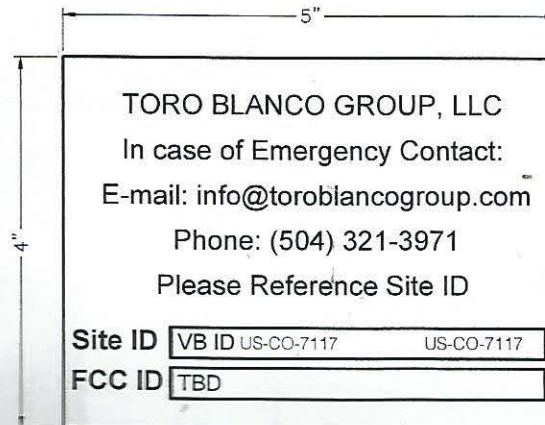 5"
4"
TORO BLANCO GROUP, LLC
In case of Emergency Contact:
E-mail: info@toroblancogroup.com
Phone: (504) 321-3971
Please Reference Site ID
Site ID VB ID US-CO-7117 US-CO-7117
FCC ID TBD